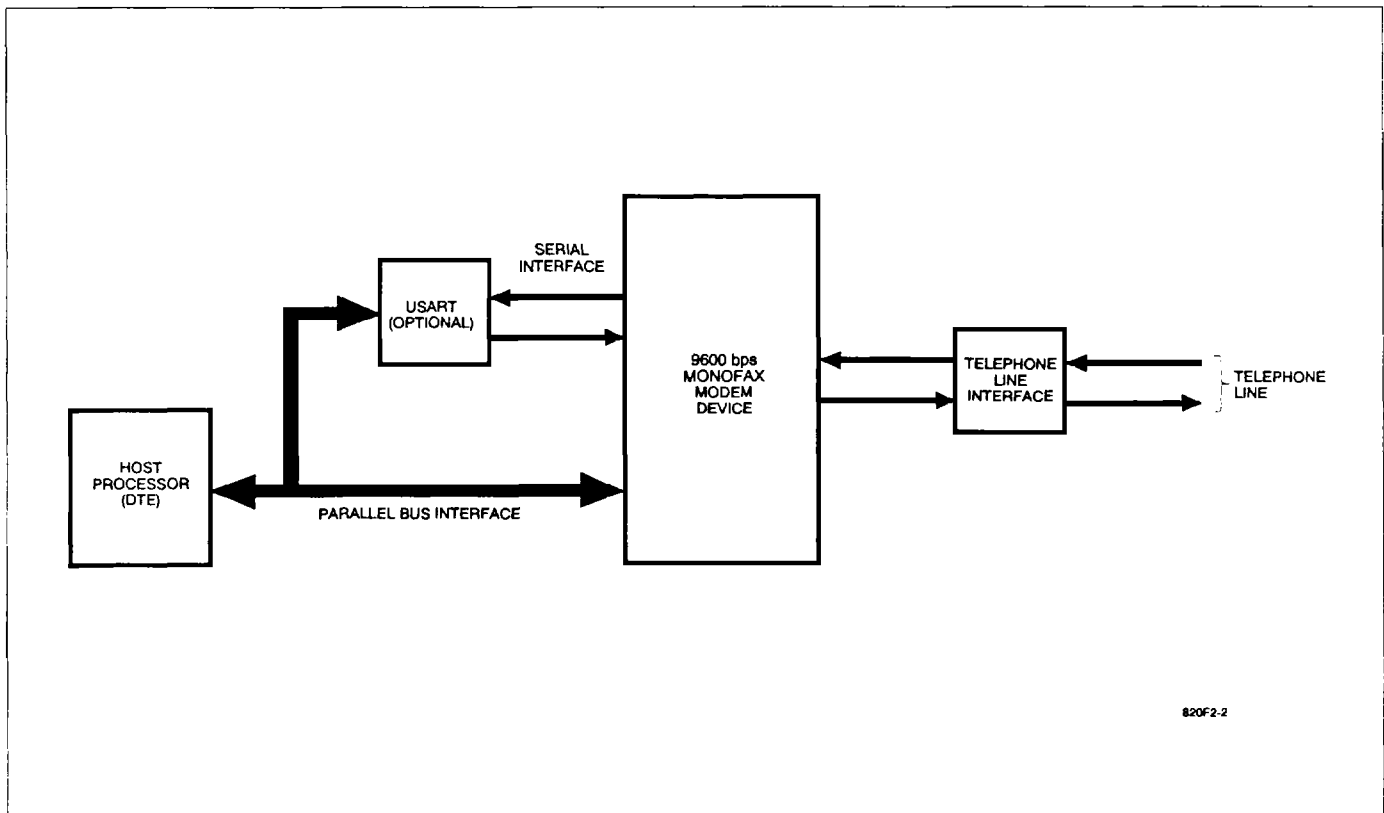 SERIAL
INTERFACE
USART
(OPTIONAL)
9600 bps
MONOFAX
MODEM
DEVICE
TELEPHONE
LINE
INTERFACE
TELEPHONE
LINE
HOST
PROCESSOR
(DTE)
PARALLEL BUS INTERFACE
820F2-2